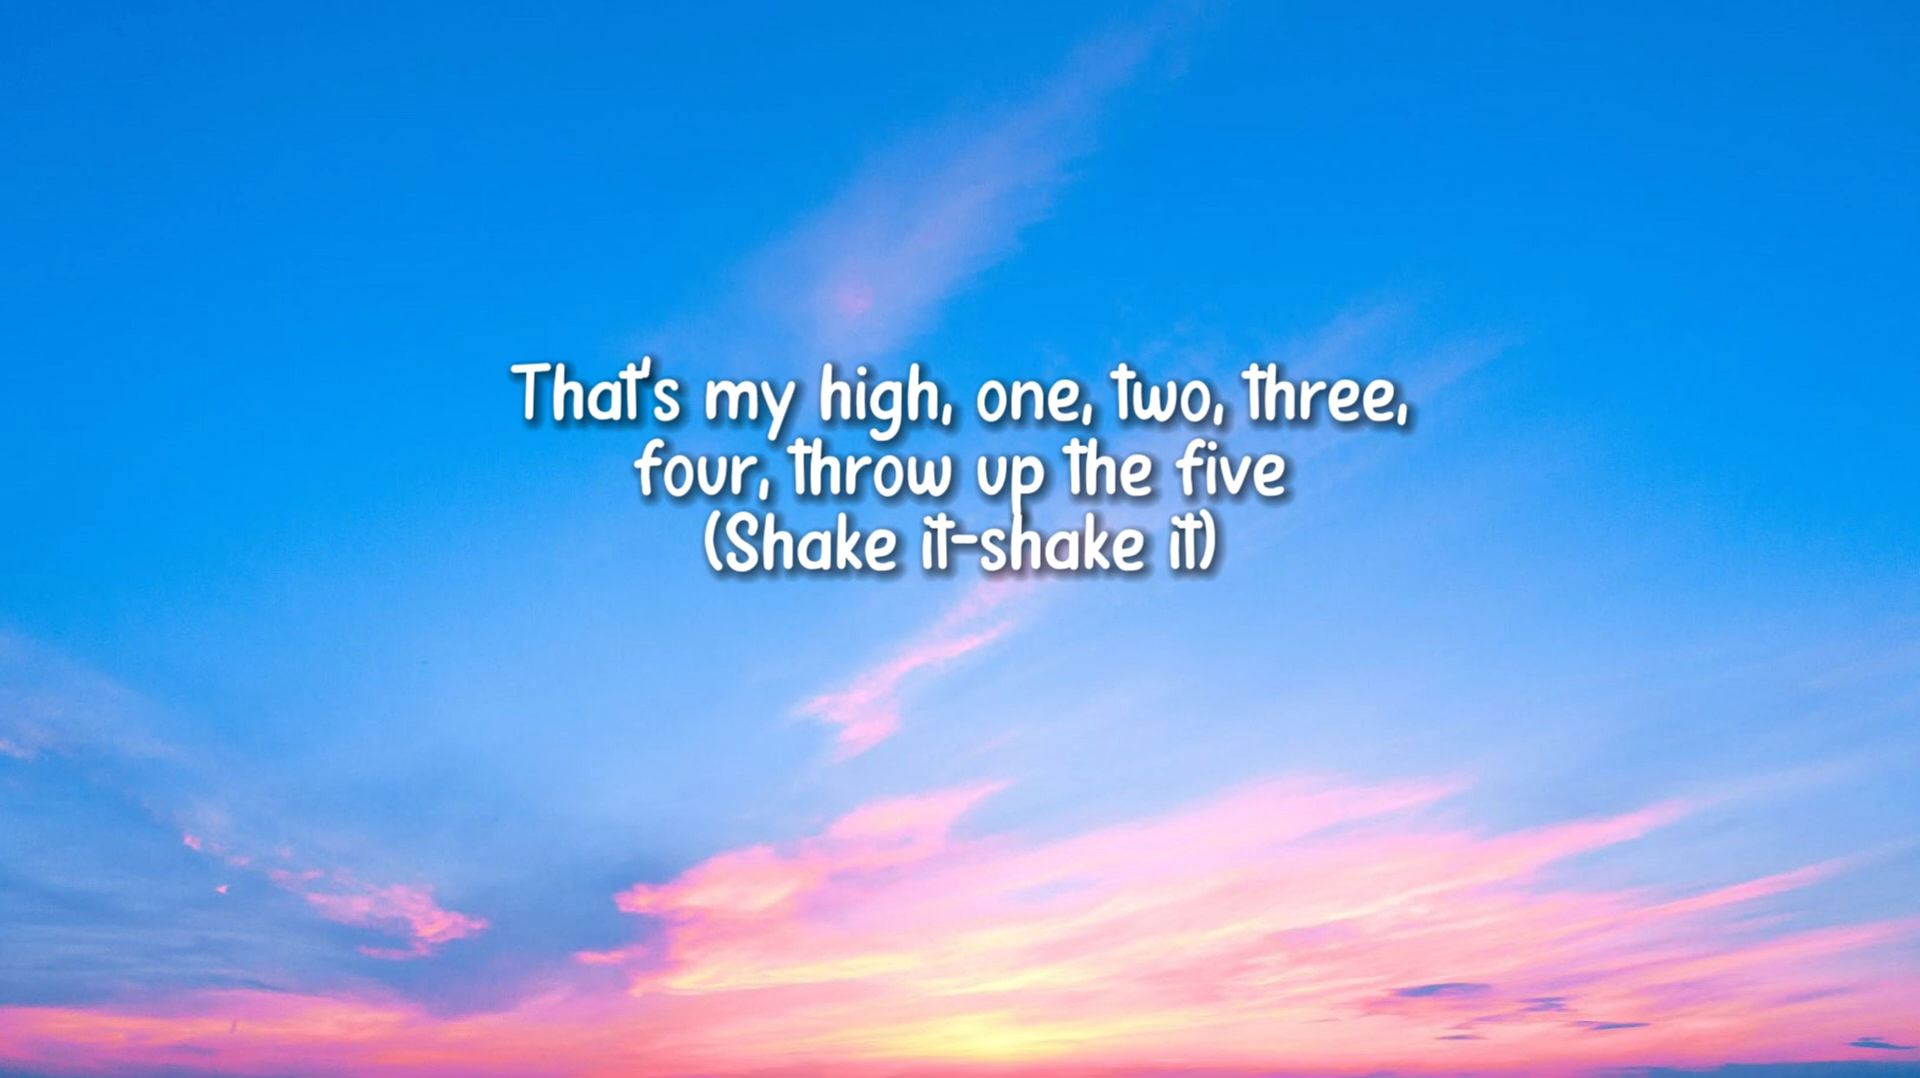 That's my high, one, two, three,
four, throw up the five
(Shake it-shake it)